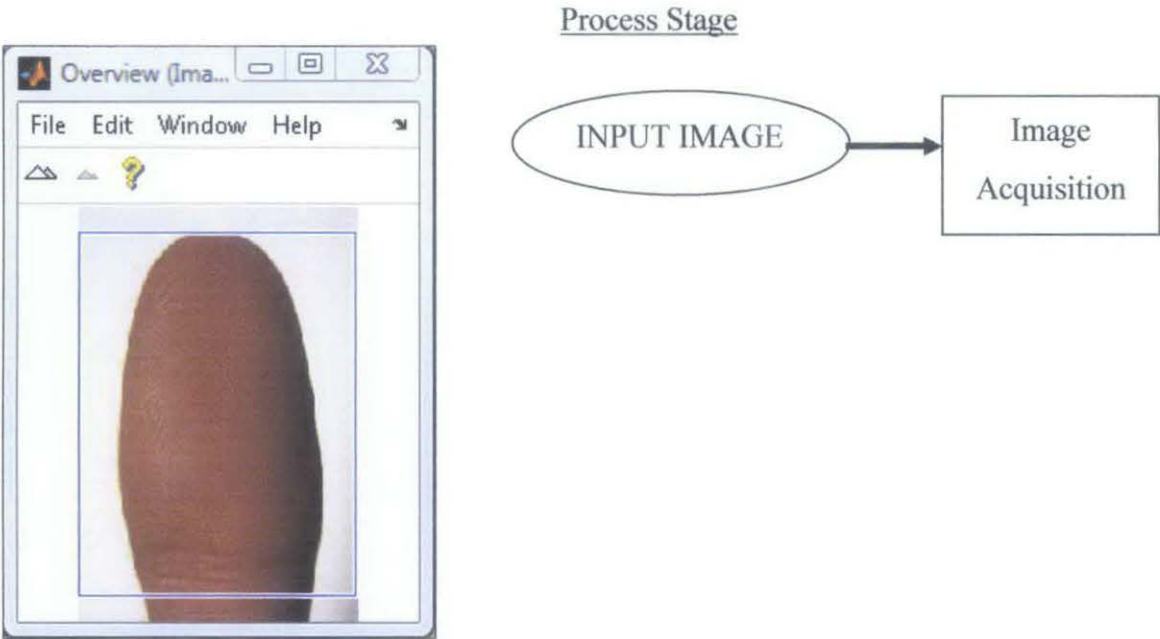 Process Stage
Overview (Ima...
File Edit Window Help
INPUT IMAGE
Image
Acquisition